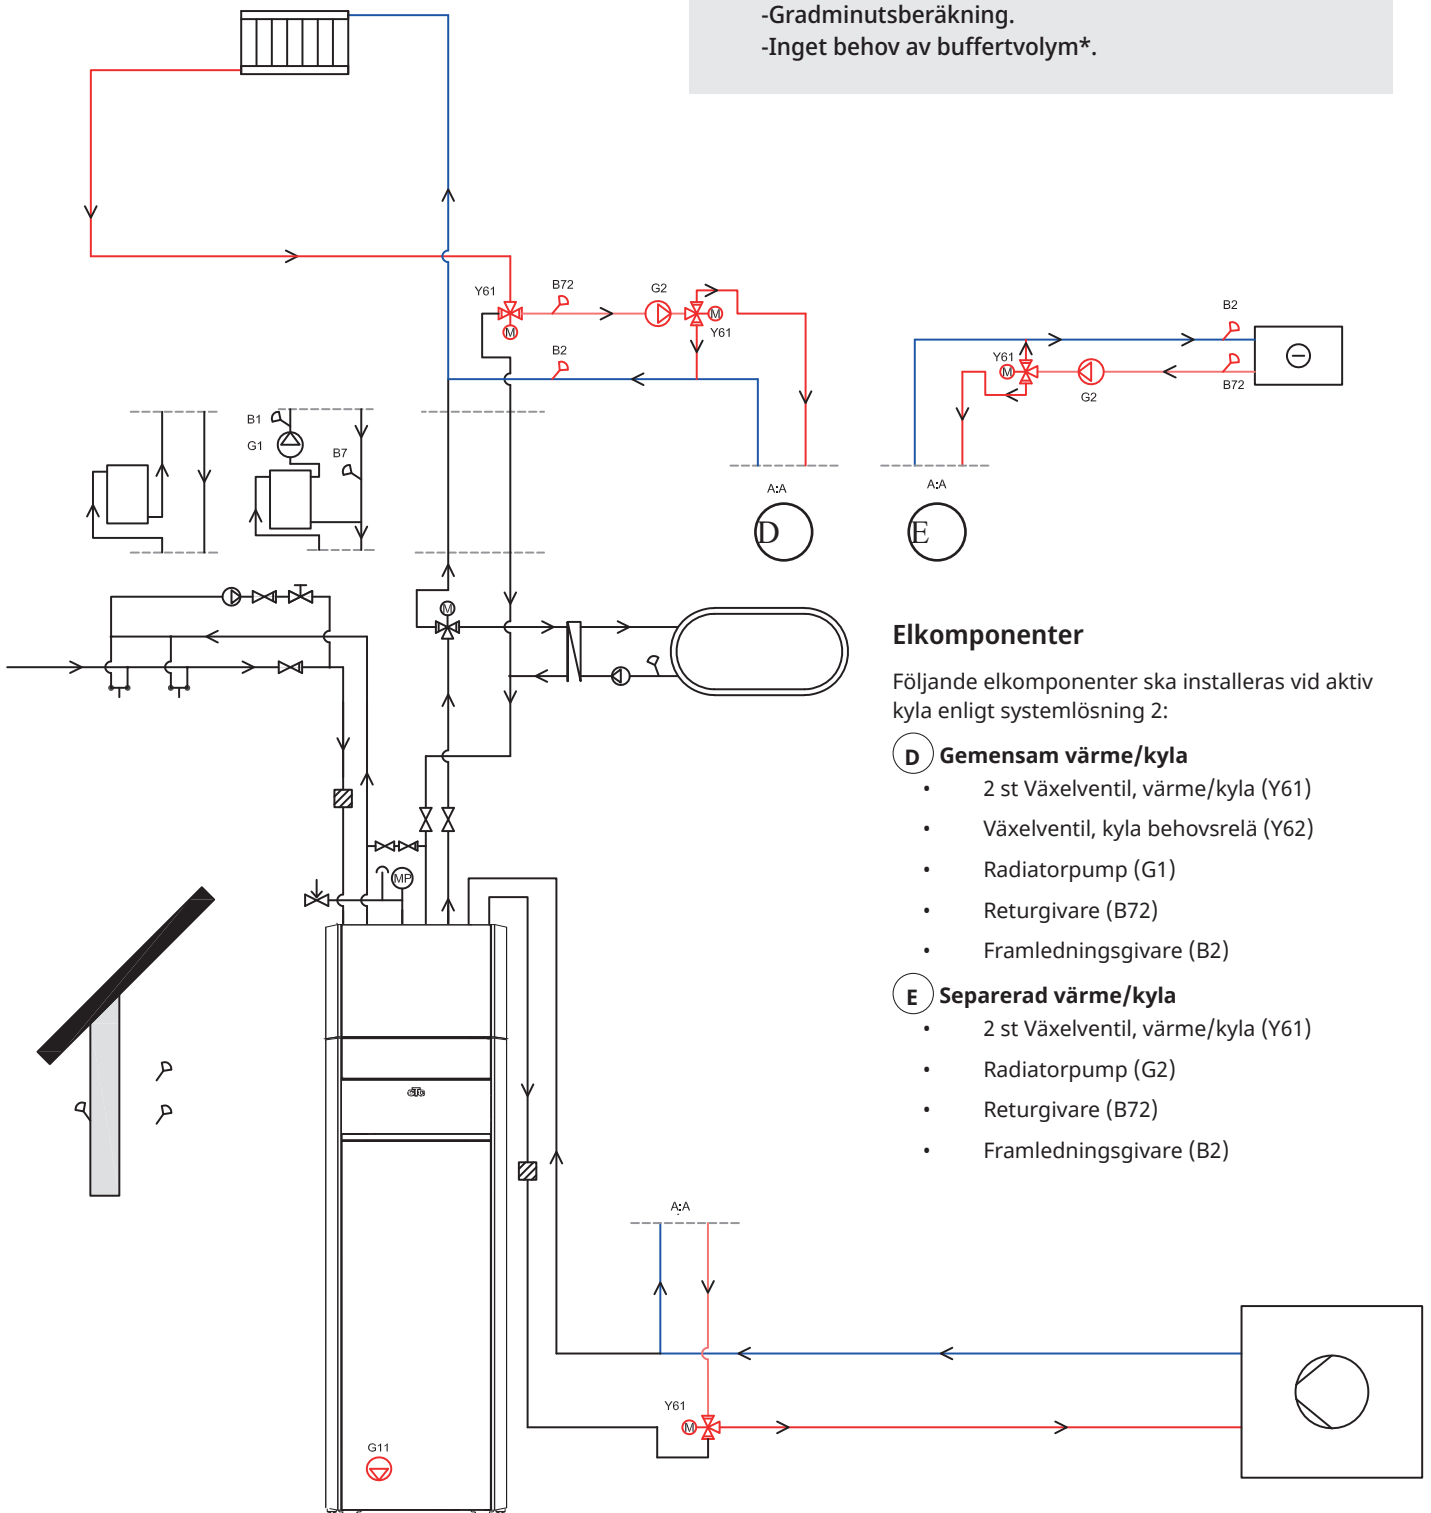 -Gradminutsberäkning.
-Inget behov av buffertvolym*.
Y61
B72
G2
M
M
Y61
B2
B2
Y61
M
G2
B72
B1
G1
B7
A:A
D
A:A
E
M
MP
Elkomponenter
Följande elkomponenter ska installeras vid aktiv
kyla enligt systemlösning 2:
D Gemensam värme/kyla
• 2 st Växelventil, värme/kyla (Y61)
• Växelventil, kyla behovsrelä (Y62)
• Radiatorpump (G1)
• Returgivare (B72)
• Framledningsgivare (B2)
E Separerad värme/kyla
• 2 st Växelventil, värme/kyla (Y61)
• Radiatorpump (G2)
• Returgivare (B72)
• Framledningsgivare (B2)
A:A
Y61
M
G11